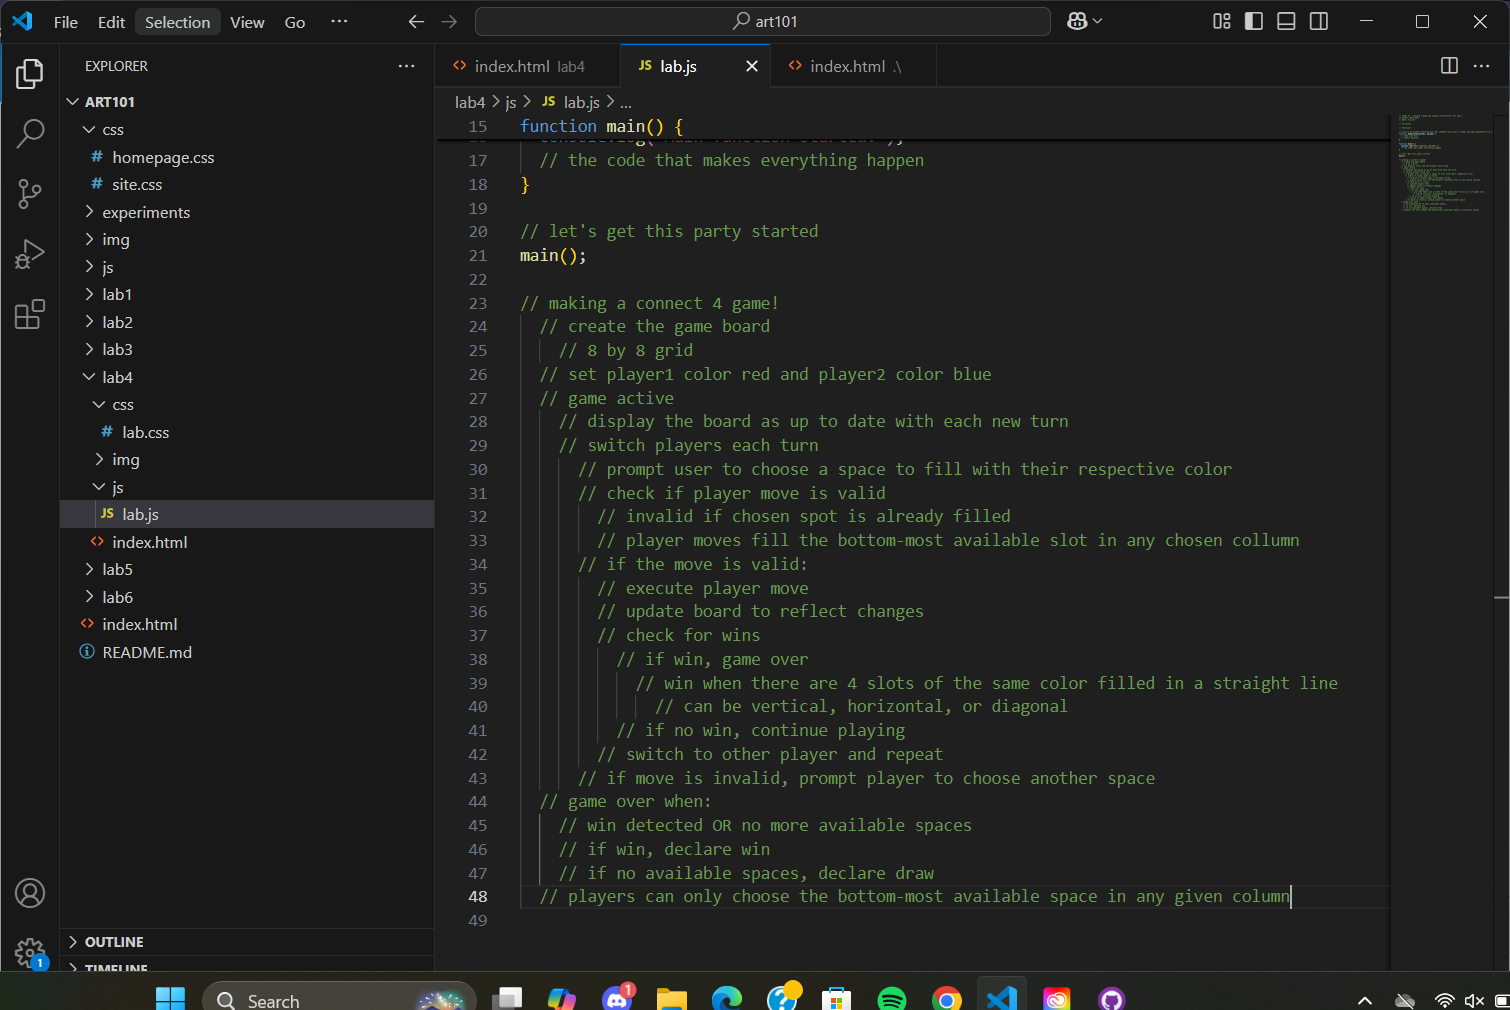 File Edit Selection View Go ··· art101
EXPLORER ···
index.html lab4
lab.js
index.html .\
ART101
css
homepage.css
site.css
experiments
img
js
lab1
lab2
lab3
lab4
css
lab.css
img
js
JS lab.js
index.html
lab5
lab6
index.html
README.md
OUTLINE
TIMELINE
lab4 > js > JS lab.js > ...
15 function main() {
17 // the code that makes everything happen
18 }
19
20 // let's get this party started
21 main();
22
23 // making a connect 4 game!
24 // create the game board
25 // 8 by 8 grid
26 // set player1 color red and player2 color blue
27 // game active
28 // display the board as up to date with each new turn
29 // switch players each turn
30 // prompt user to choose a space to fill with their respective color
31 // check if player move is valid
32 // invalid if chosen spot is already filled
33 // player moves fill the bottom-most available slot in any chosen collumn
34 // if the move is valid:
35 // execute player move
36 // update board to reflect changes
37 // check for wins
38 // if win, game over
39 // win when there are 4 slots of the same color filled in a straight line
40 // can be vertical, horizontal, or diagonal
41 // if no win, continue playing
42 // switch to other player and repeat
43 // if move is invalid, prompt player to choose another space
44 // game over when:
45 // win detected OR no more available spaces
46 // if win, declare win
47 // if no available spaces, declare draw
48 // players can only choose the bottom-most available space in any given column
49
1
Search
1